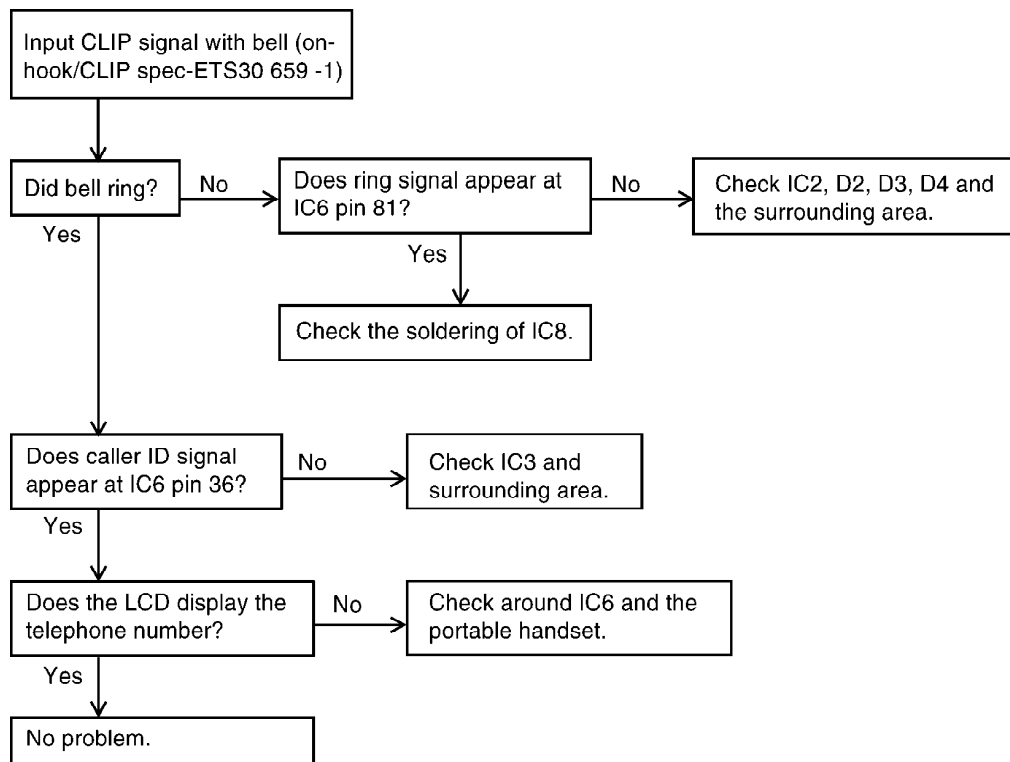 Input CLIP signal with bell (on-
hook/CLIP spec-ETS30 659 -1)
Did bell ring?
No
Does ring signal appear at
IC6 pin 81?
No
Check IC2, D2, D3, D4 and
the surrounding area.
Yes
Yes
Check the soldering of IC8.
Does caller ID signal
appear at IC6 pin 36?
No
Check IC3 and
surrounding area.
Yes
Does the LCD display the
telephone number?
No
Check around IC6 and the
portable handset.
Yes
No problem.